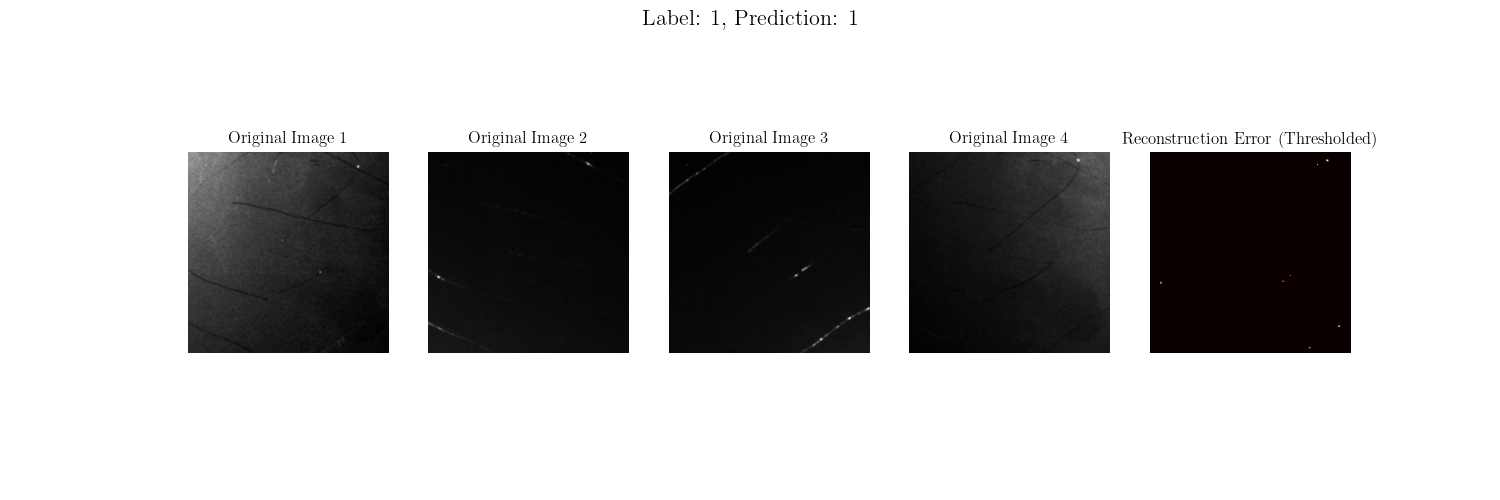 Label: 1, Prediction: 1
Original Image 1
Original Image 2
Original Image 3
Original Image 4
Reconstruction Error (Thresholded)